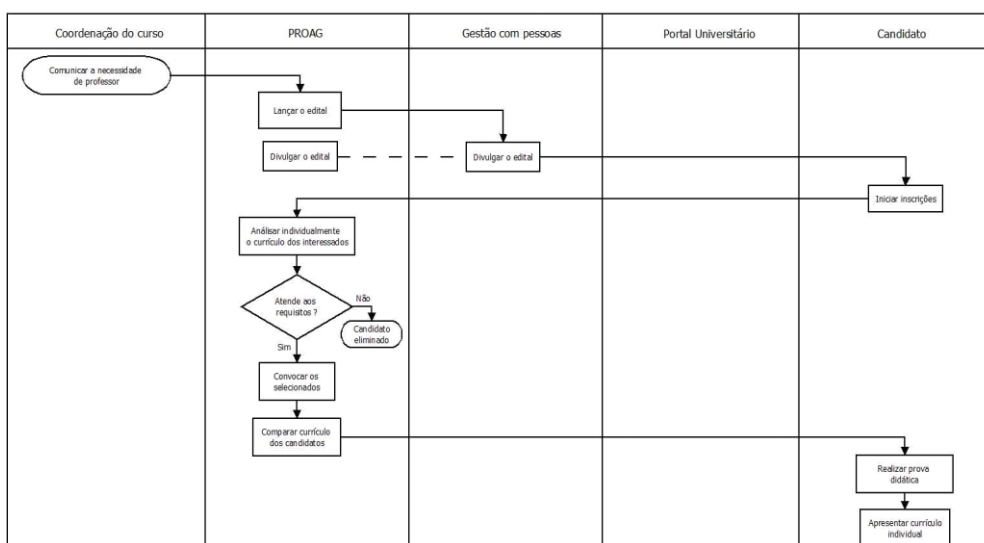 Coordenação do curso
PROAG
Gestão com pessoas
Portal Universitário
Candidato
Comunicar a necessidade
de professor
Lançar o edital
Divulgar o edital
Divulgar o edital
Iniciar inscrições
Análisar individualmente
o currículo dos interessados
Atende aos
requisitos ?
Não
Candidato
eliminado
Sim
Convocar os
selecionados
Comparar currículo
dos candidatos
Realizar prova
didática
Apresentar currículo
individual